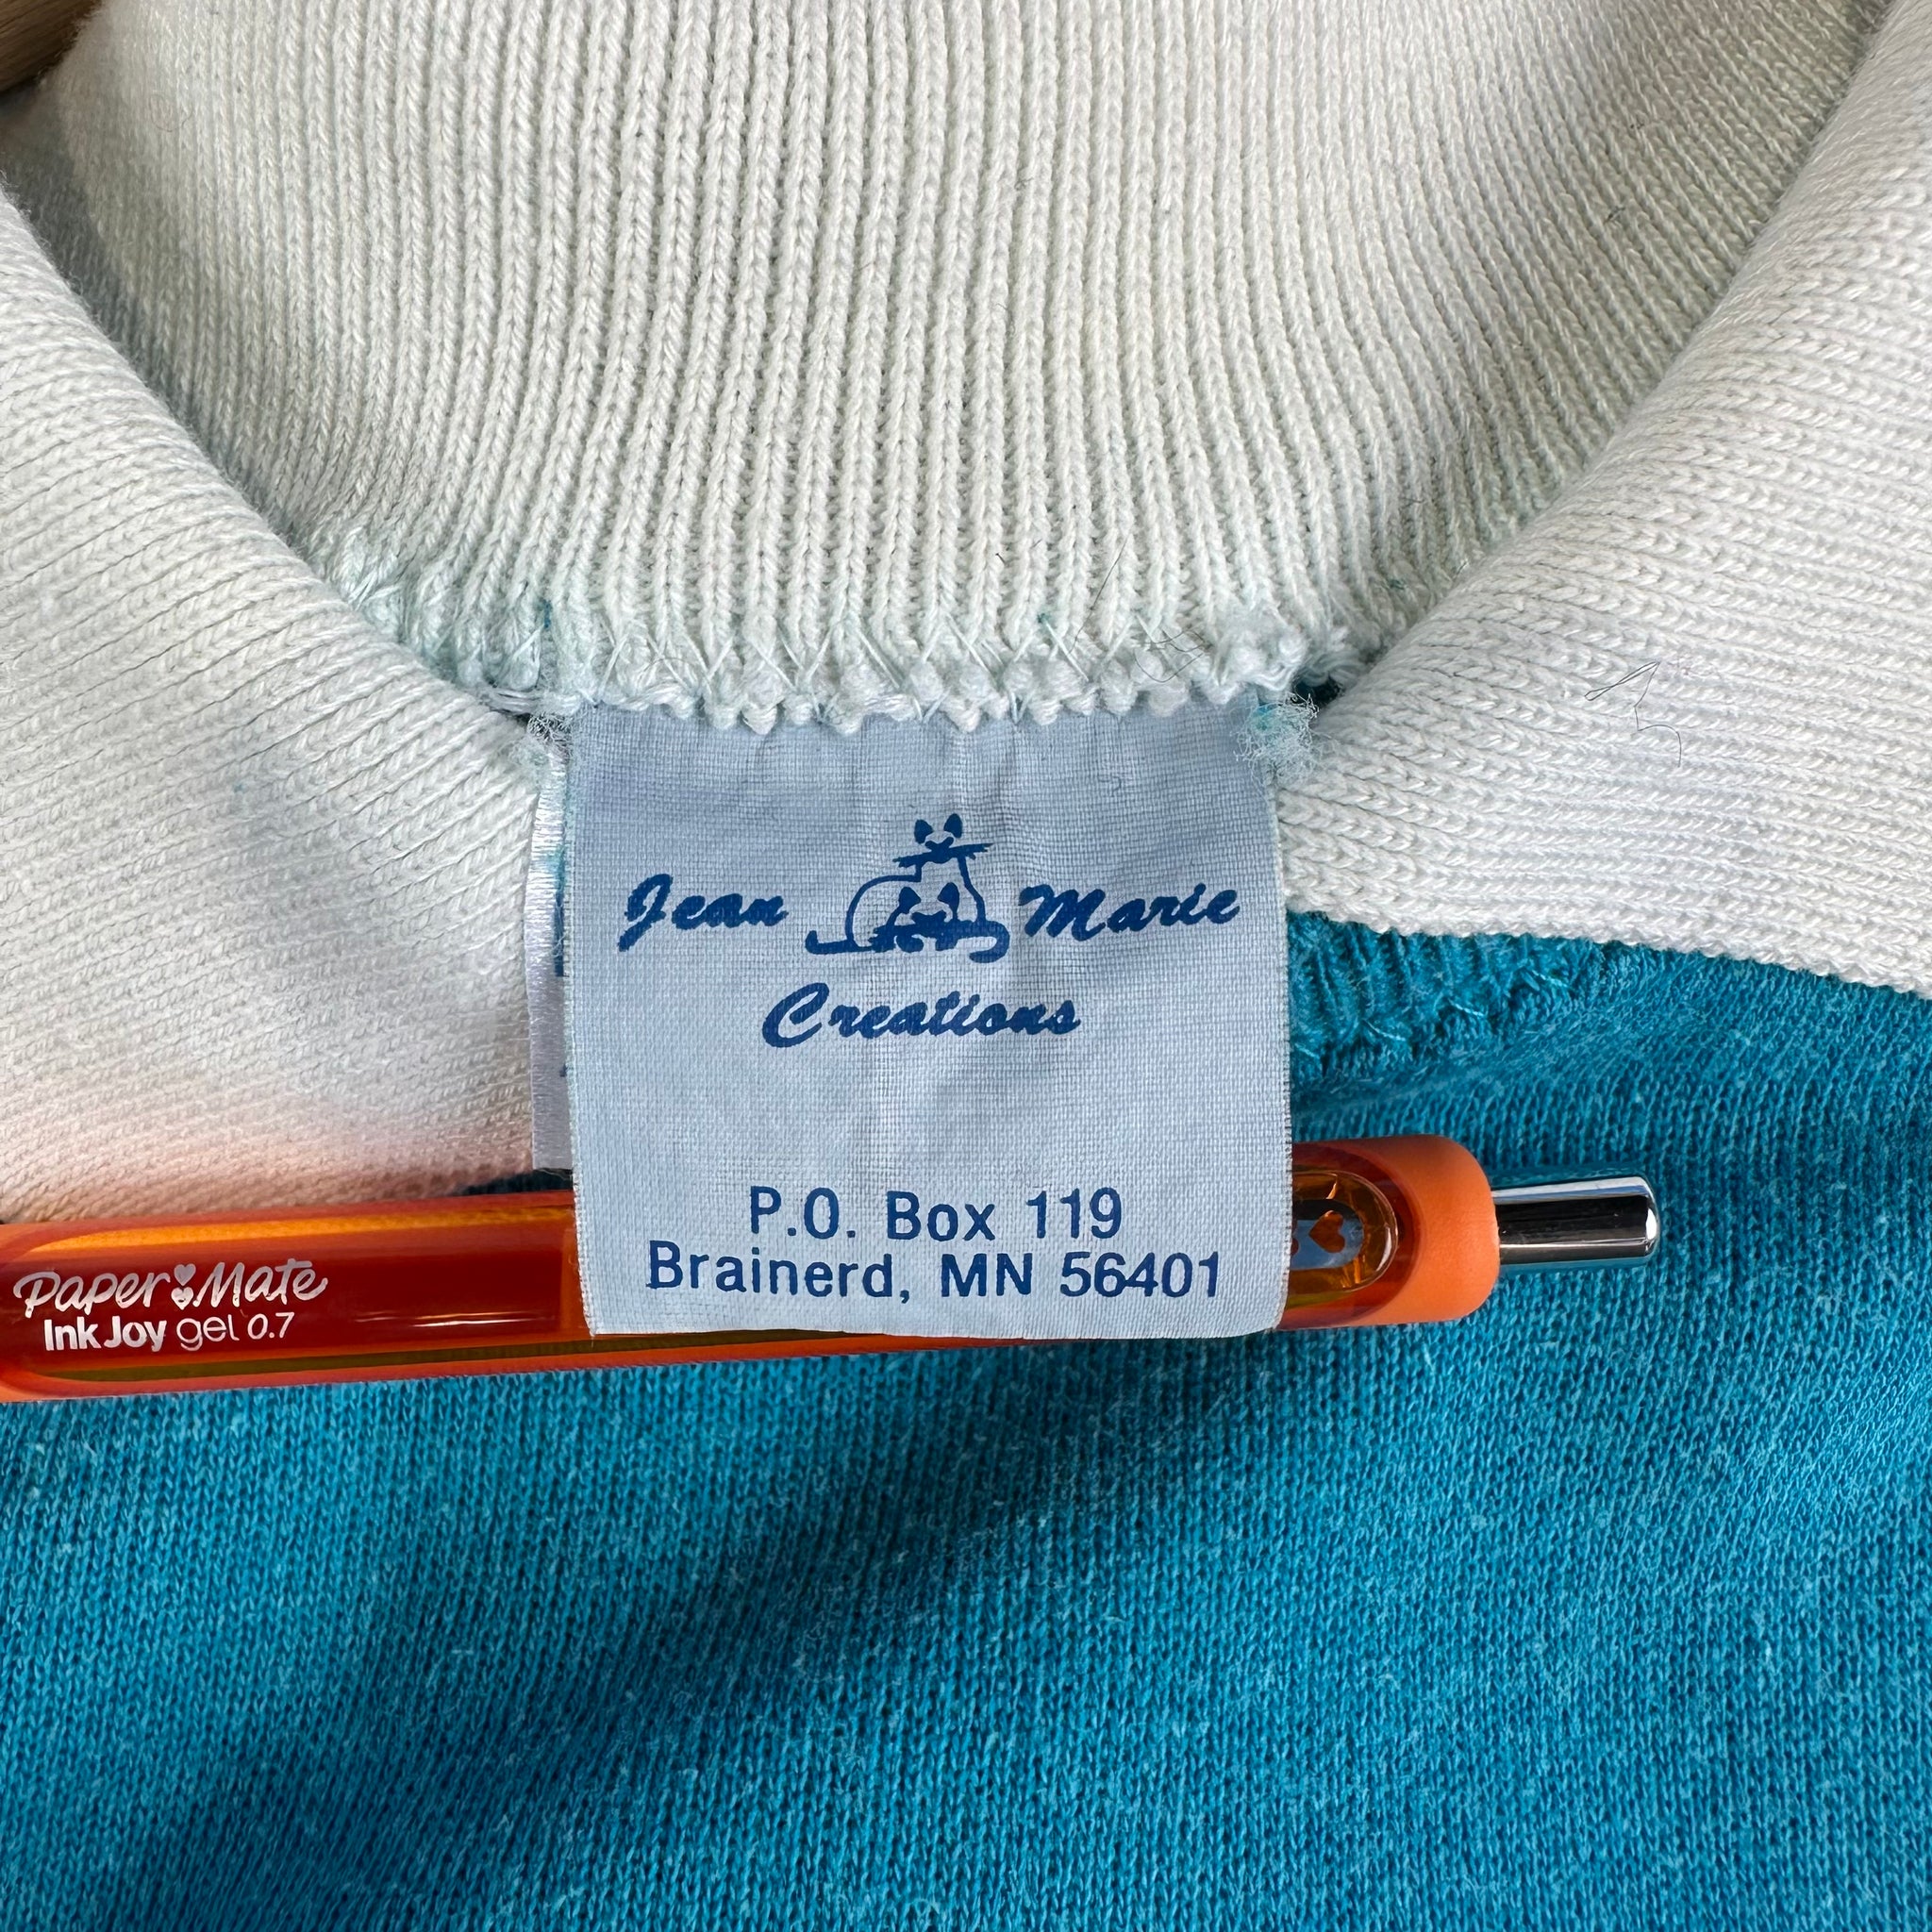 Jean Marie
Creations
P.O. Box 119
Brainerd, MN 56401
Paper Mate
InkJoy gel 0.7